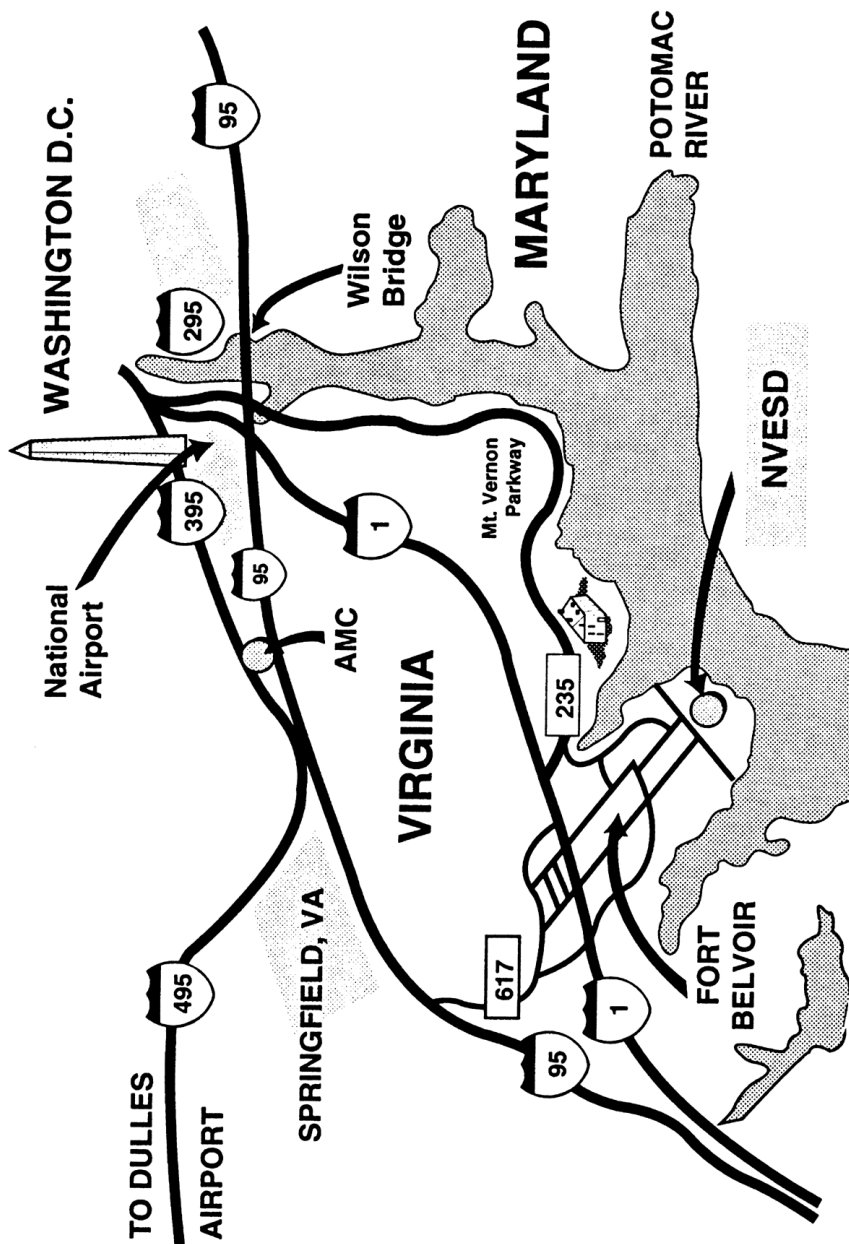 WASHINGTON D.C.
95
295
National
Airport
395
95
Wilson
Bridge
MARYLAND
POTOMAC
RIVER
AMC
1
Mt. Vernon
Parkway
VIRGINIA
235
NVESD
TO DULLES
AIRPORT
495
SPRINGFIELD, VA
617
95
1
FORT
BELVOIR